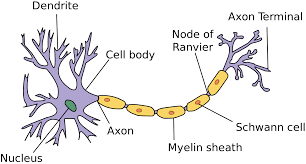 Dendrite
Axon Terminal
Node of
Ranvier
Cell body
Schwann cell
Axon
Myelin sheath
Nucleus